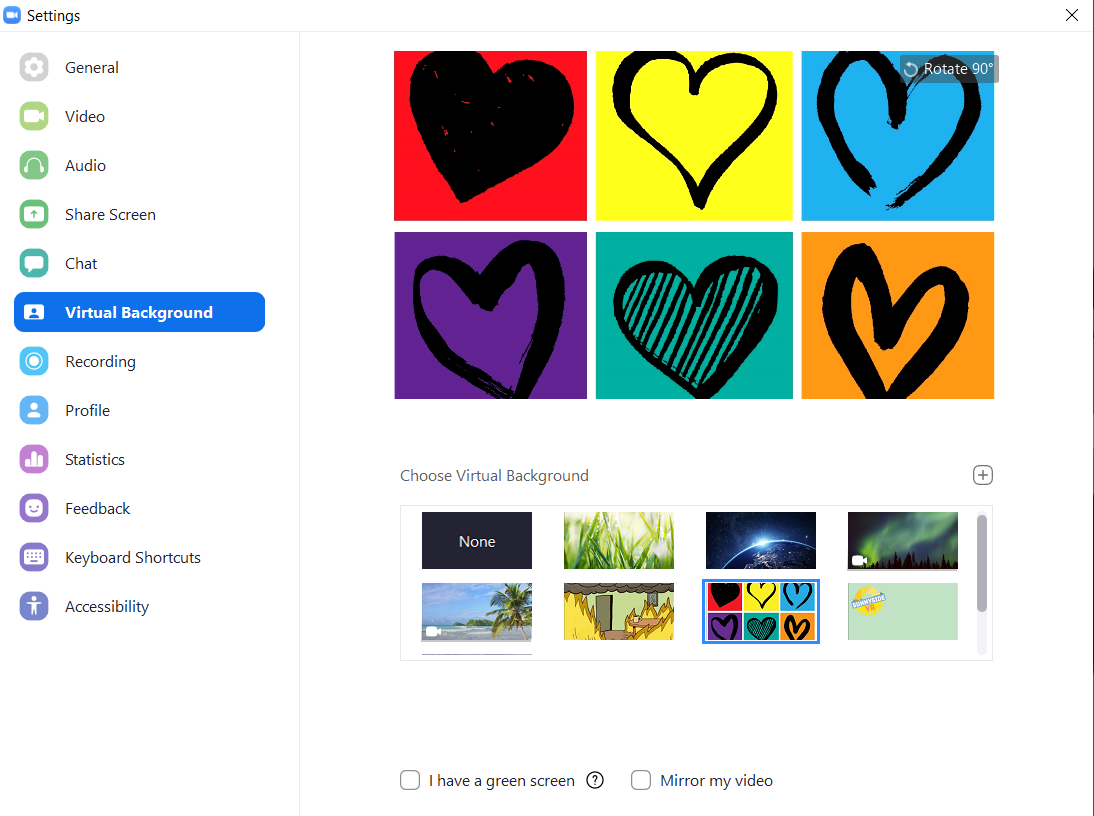 Settings
General
Video
Audio
Share Screen
Chat
Virtual Background
Recording
Profile
Statistics
Feedback
Keyboard Shortcuts
Accessibility
Rotate 90°
Choose Virtual Background
None
SUNNYSIDE
VR
I have a green screen ?
Mirror my video